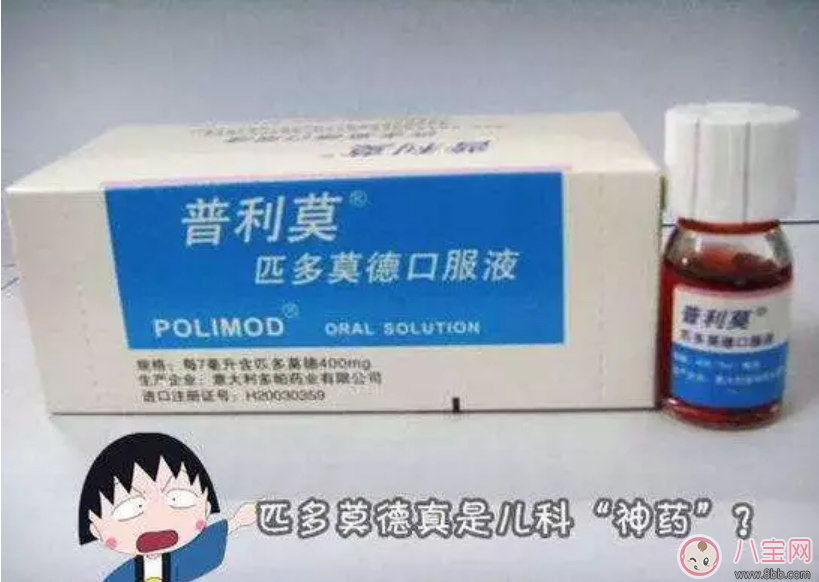 普利莫®
匹多莫德口服液
POLIMOD® ORAL SOLUTION
规格：每7毫升含匹多莫德400mg
生产企业：意大利多帕药业有限公司
进口注册证号：H20030359
普利莫®
匹多莫德口服液
匹多莫德真是儿科“神药”？
八宝网
www.8bb.com